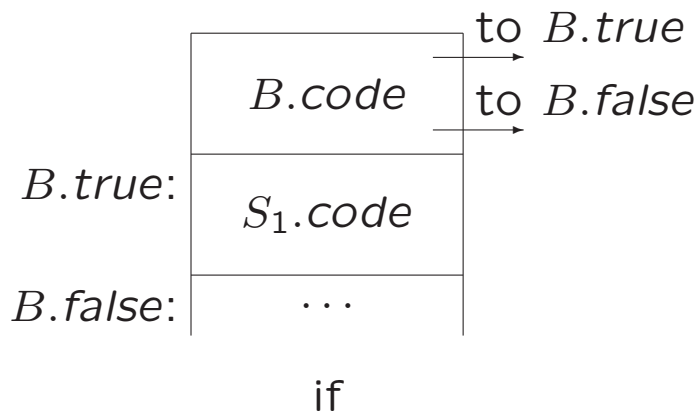 to B.true
B.code
to B.false
B.true:
S₁.code
B.false:
···
if